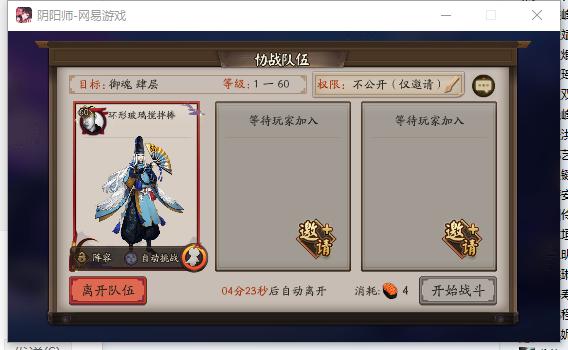 阴阳师-网易游戏
协战队伍
目标：御魂 肆层
等级：1 一 60
权限：不公开（仅邀请）
60
环形玻璃搅拌棒
等待玩家加入
等待玩家加入
邀请
邀请
阵容
自动挑战
离开队伍
04分23秒后自动离开
消耗：4
开始战斗